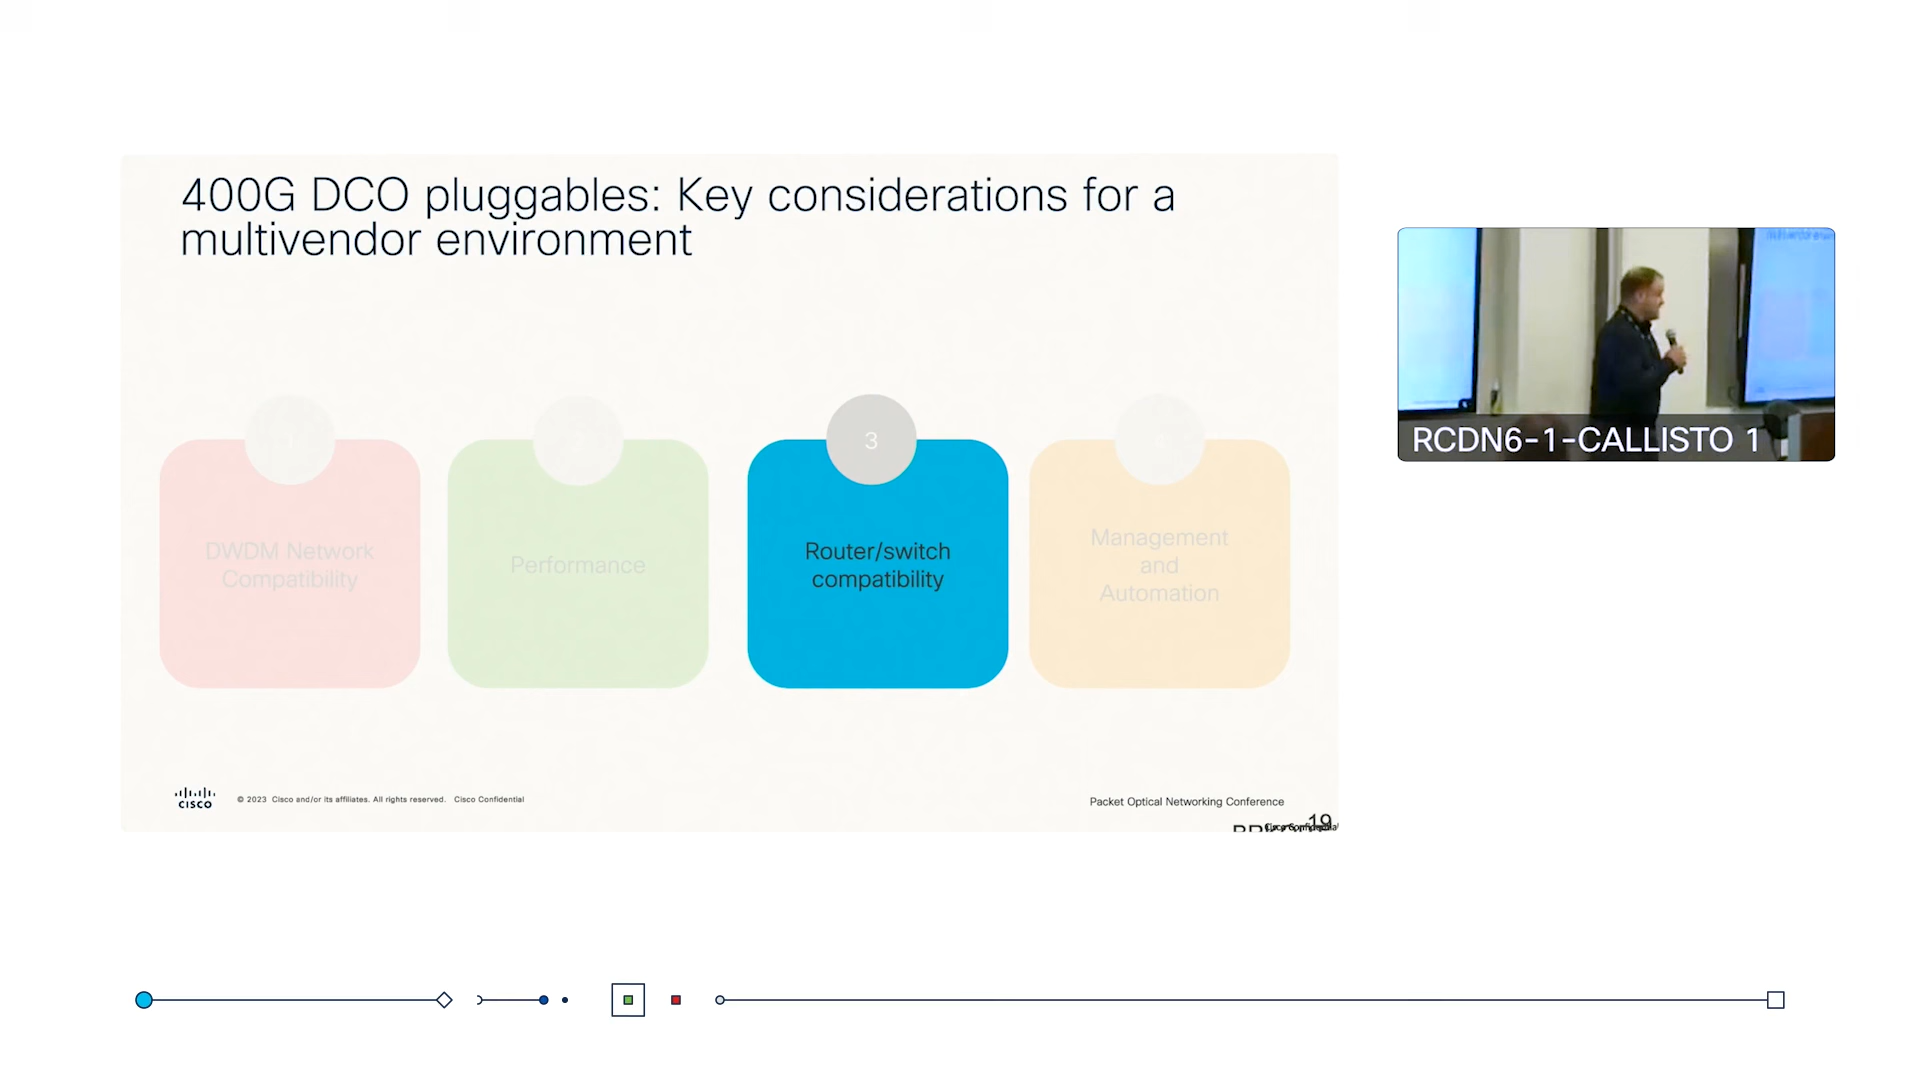 400G DCO pluggables: Key considerations for a
multivendor environment
3
DWDM Network
Compatibility
Performance
Router/switch
compatibility
Management
and
Automation
CISCO
© 2023 Cisco and/or its affiliates. All rights reserved. Cisco Confidential
Packet Optical Networking Conference
19
Cisco Confidential
RCDN6-1-CALLISTO 1